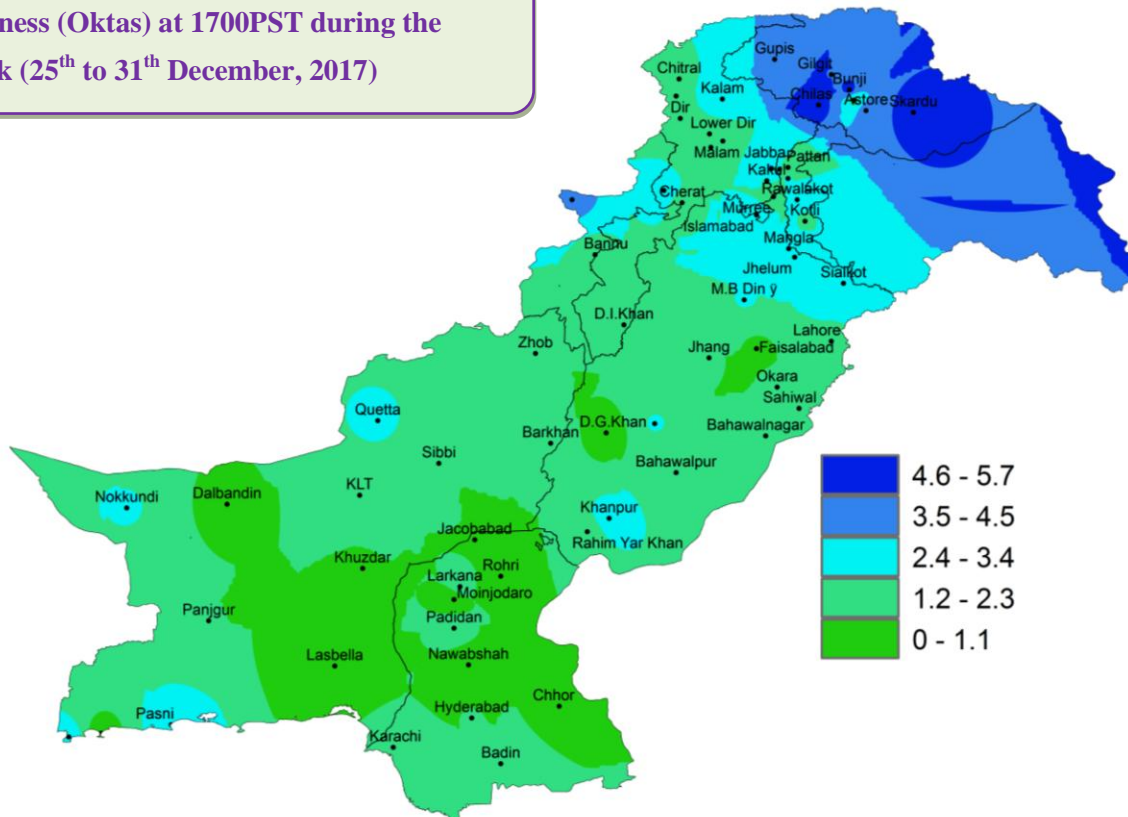 ness (Oktas) at 1700PST during the
k (25th to 31th December, 2017)
Gupis
Gilgit
Bunji
Chitral
Kalam
Chilas
Astore Skardu
Dir
Lower Dir
Malam Jabba Pattan
Kakul
Cherat
Rawalakot
Murree
Kotli
Islamabad
Mangla
Bannu
Jhelum
Sialkot
M.B Din ÿ
D.I.Khan
Lahore
Zhob
Jhang
Faisalabad
Okara
Sahiwal
Quetta
D.G.Khan
Bahawalnagar
Barkhan
Sibbi
Bahawalpur
KLT
Nokkundi
Dalbandin
Khanpur
Jacobabad
Rahim Yar Khan
Khuzdar
Rohri
Larkana
Moinjodaro
Panjgur
Padidan
Lasbella
Nawabshah
Chhor
Pasni
Hyderabad
Karachi
Badin
4.6 - 5.7
3.5 - 4.5
2.4 - 3.4
1.2 - 2.3
0 - 1.1